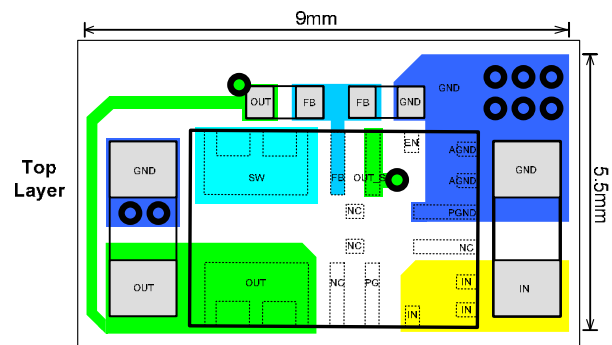 9mm
OUT FB FB GND GND
EN
AGND
Top
Layer
GND SW FB OUT_S AGND GND
NC PGND
5.5mm
NC NC
OUT OUT NC PG IN IN
IN IN